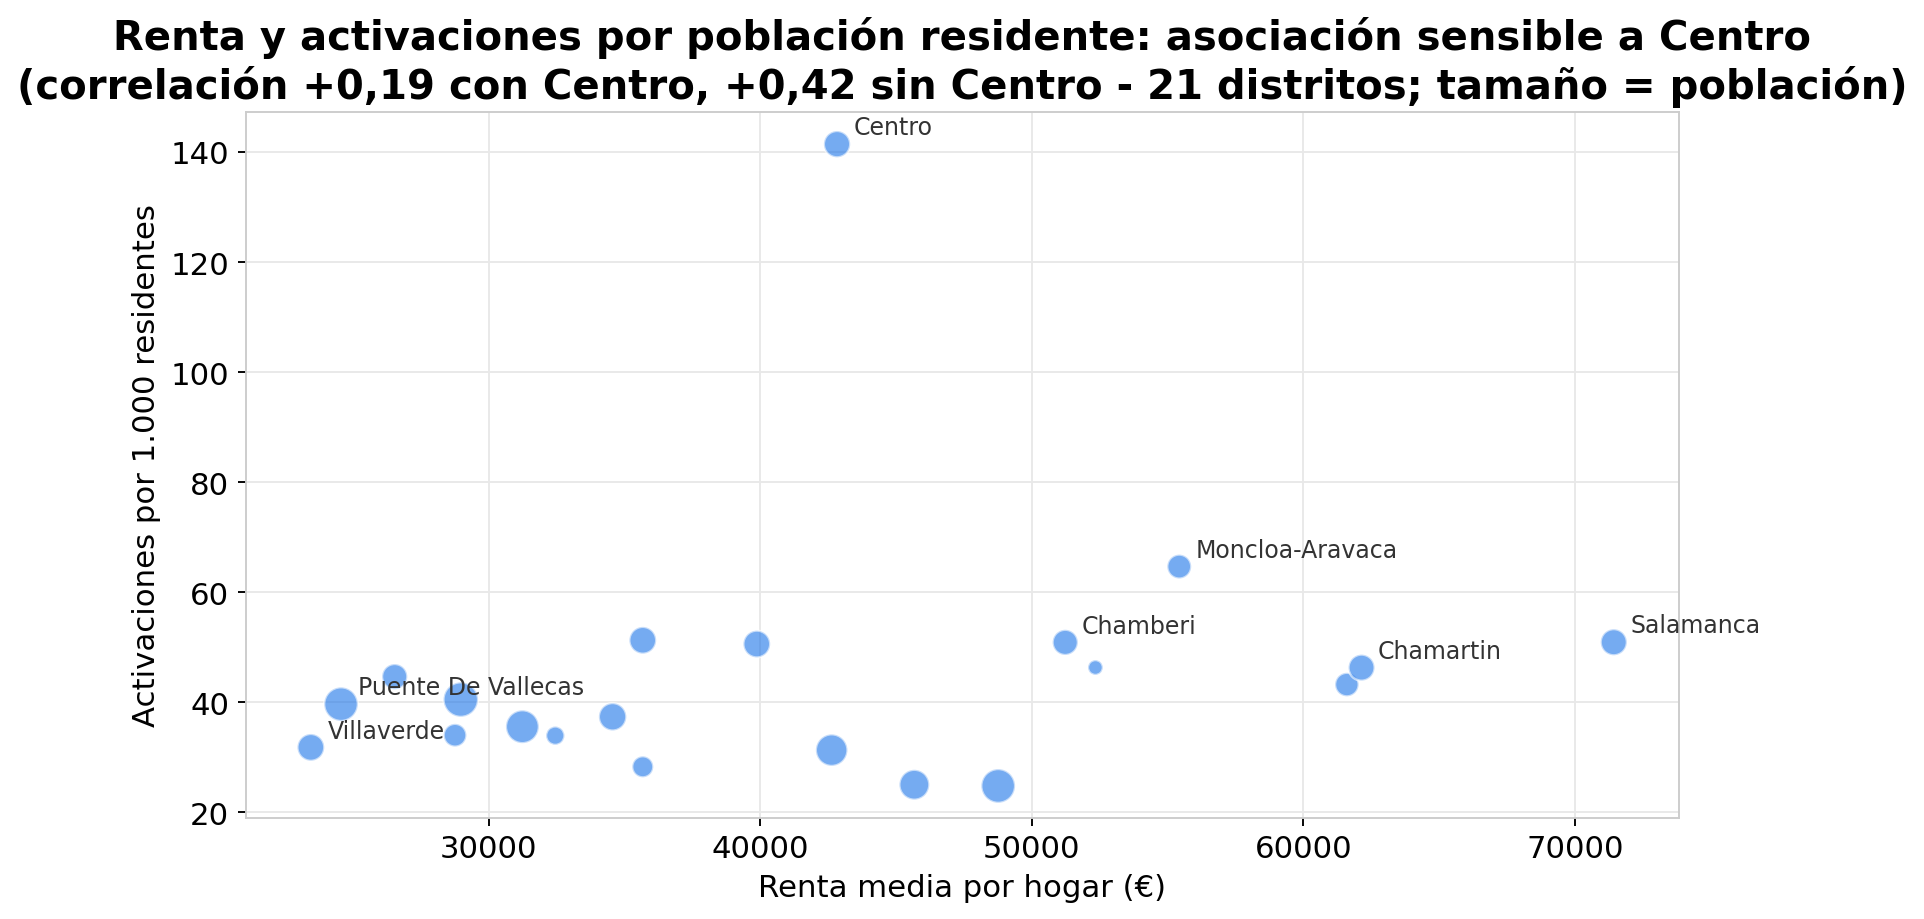 Renta y activaciones por población residente: asociación sensible a Centro
(correlación +0,19 con Centro, +0,42 sin Centro - 21 distritos; tamaño = población)
Activaciones por 1.000 residentes
140
120
100
80
60
40
20
Centro
Moncloa-Aravaca
Chamberi
Salamanca
Chamartin
Puente De Vallecas
Villaverde
30000
40000
50000
60000
70000
Renta media por hogar (€)